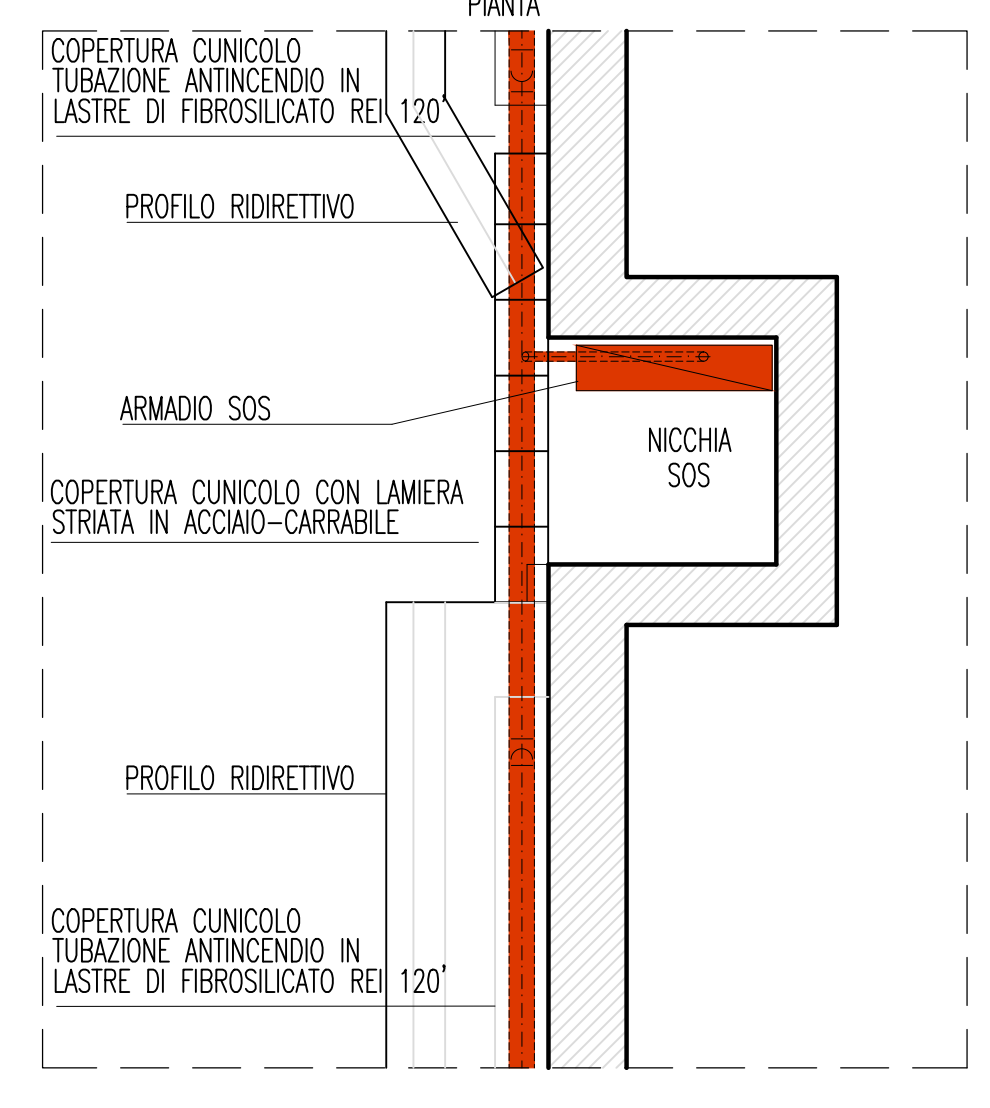 PIANTA
COPERTURA CUNICOLO
TUBAZIONE ANTINCENDIO IN
LASTRE DI FIBROSILICATO REI 120'
PROFILO RIDIRETTIVO
ARMADIO SOS
NICCHIA
SOS
COPERTURA CUNICOLO CON LAMIERA
STRIATA IN ACCIAIO-CARRABILE
PROFILO RIDIRETTIVO
COPERTURA CUNICOLO
TUBAZIONE ANTINCENDIO IN
LASTRE DI FIBROSILICATO REI 120'